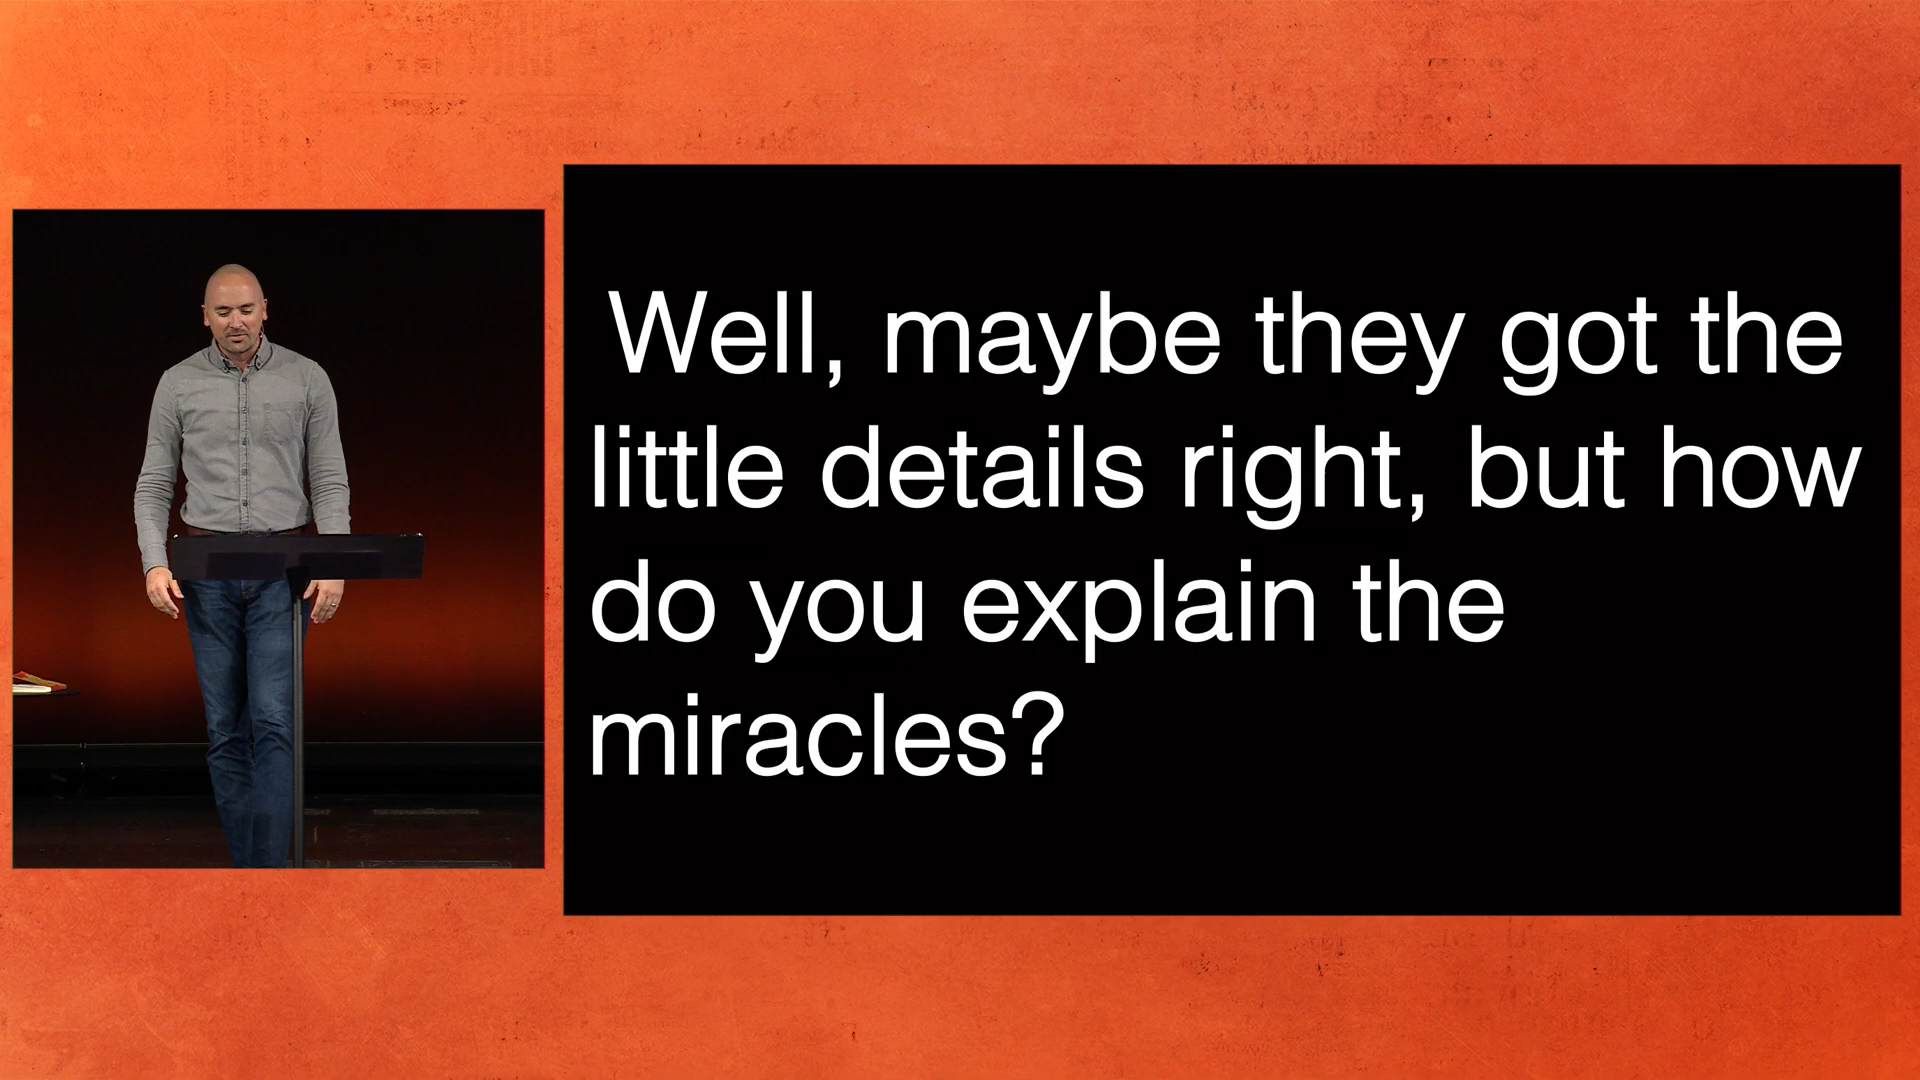 Well, maybe they got the
little details right, but how
do you explain the
miracles?